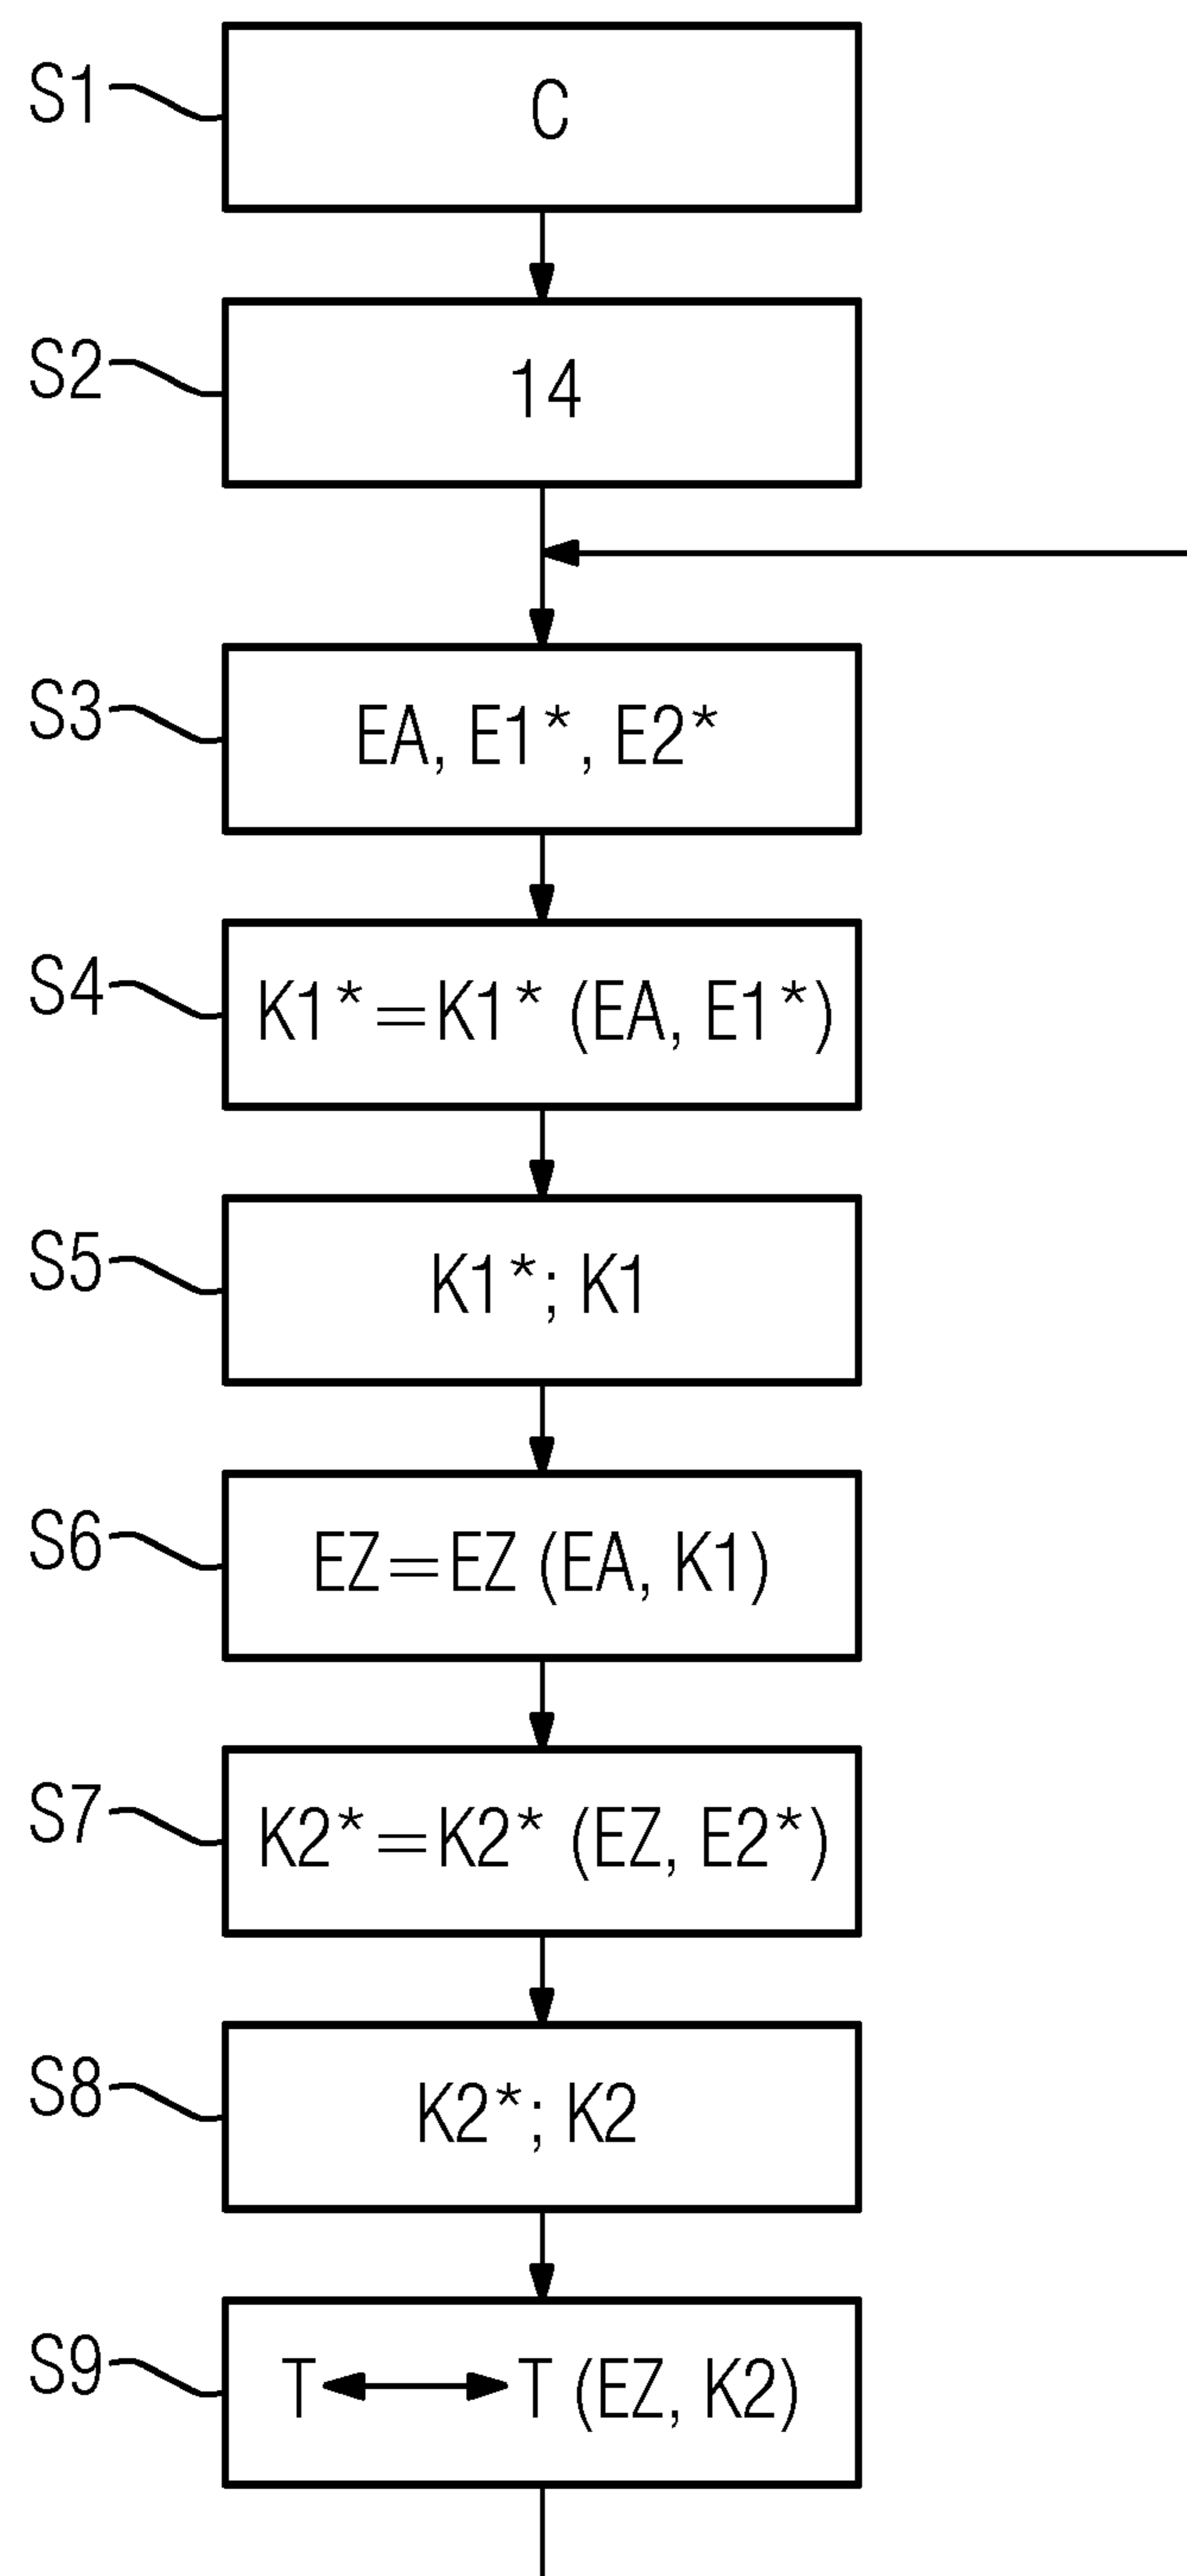 S1 C
S2 14
S3 EA, E1*, E2*
S4 K1*=K1* (EA, E1*)
S5 K1*; K1
S6 EZ=EZ (EA, K1)
S7 K2*=K2* (EZ, E2*)
S8 K2*; K2
S9 T T (EZ, K2)